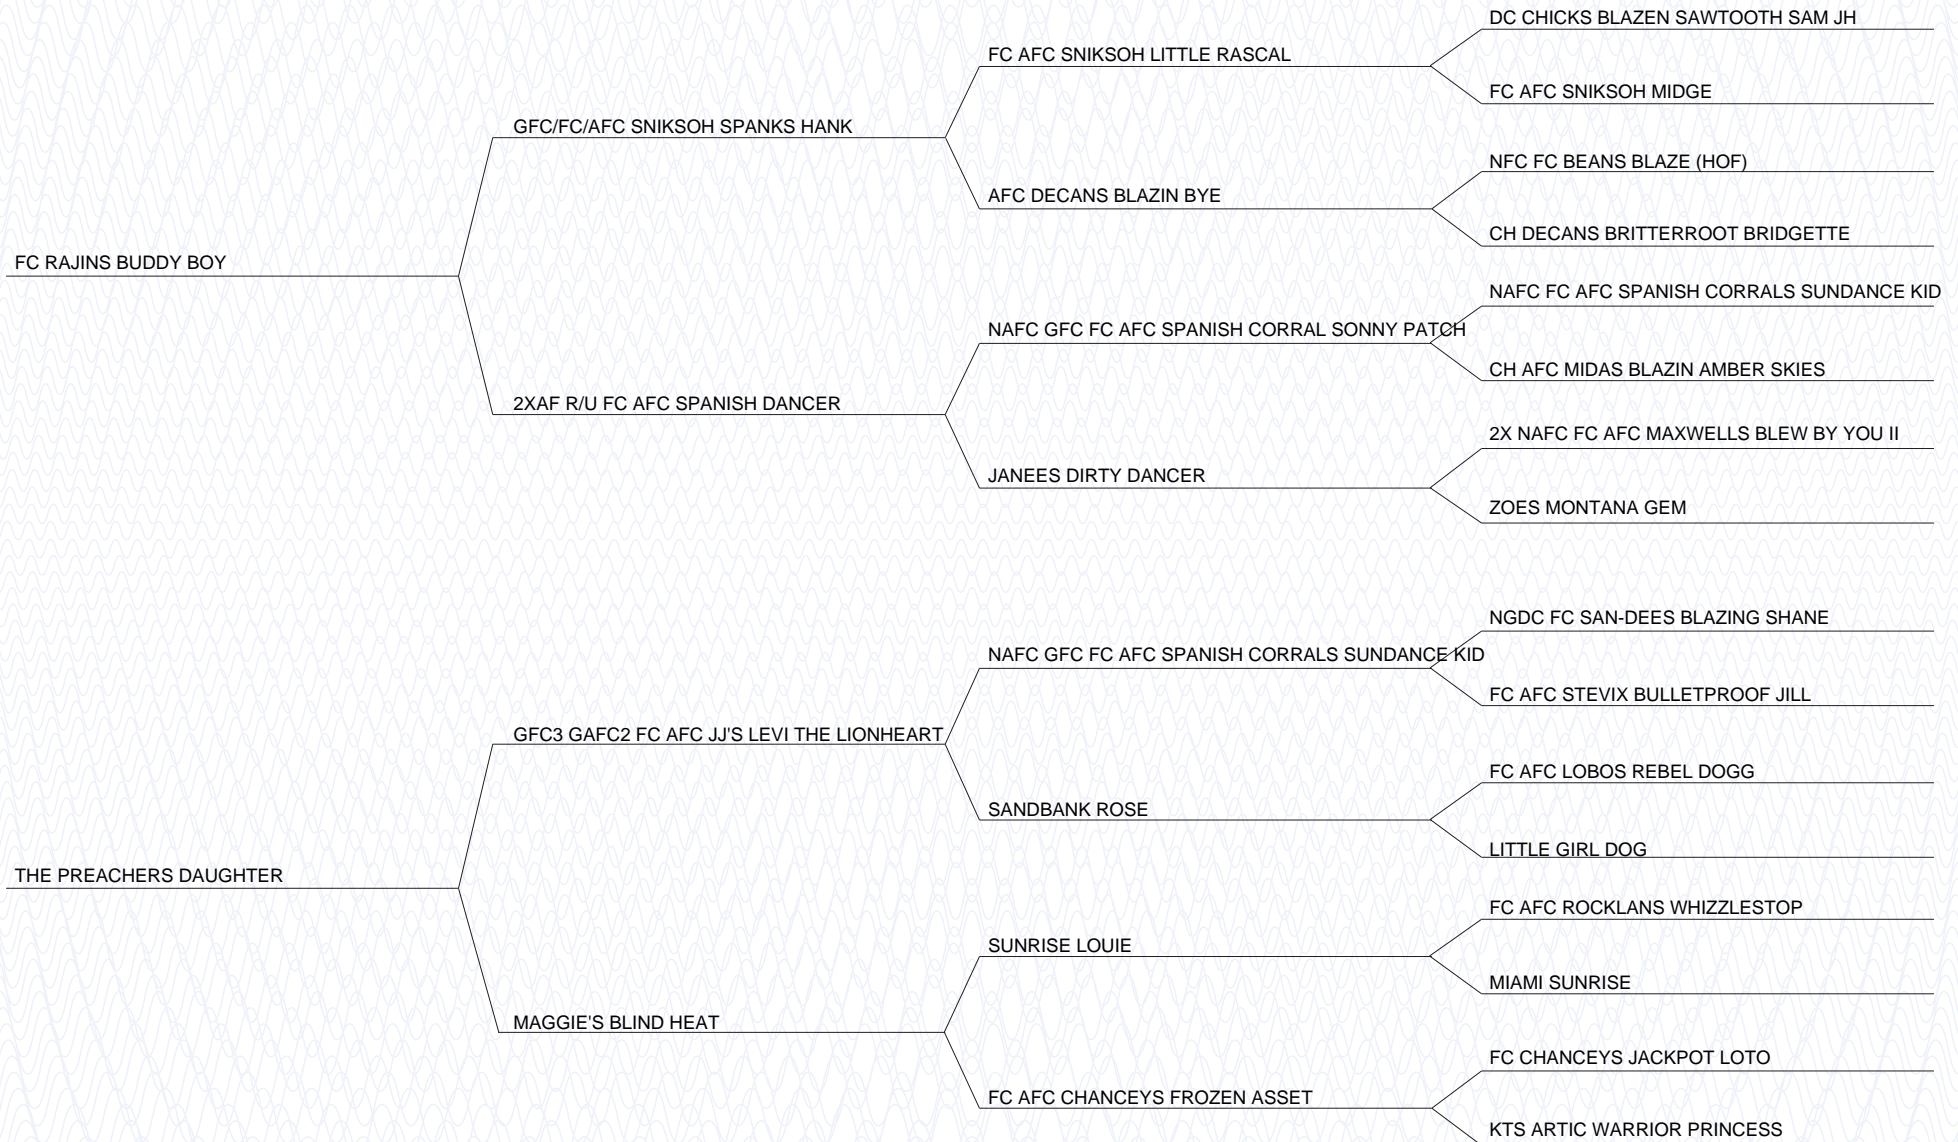 DC CHICKS BLAZEN SAWTOOTH SAM JH
FC AFC SNIKSOH LITTLE RASCAL
FC AFC SNIKSOH MIDGE
GFC/FC/AFC SNIKSOH SPANKS HANK
NFC FC BEANS BLAZE (HOF)
AFC DECANS BLAZIN BYE
CH DECANS BRITTERROOT BRIDGETTE
FC RAJINS BUDDY BOY
NAFC FC AFC SPANISH CORRALS SUNDANCE KID
NAFC GFC FC AFC SPANISH CORRAL SONNY PATCH
CH AFC MIDAS BLAZIN AMBER SKIES
2XAF R/U FC AFC SPANISH DANCER
2X NAFC FC AFC MAXWELLS BLEW BY YOU II
JANEES DIRTY DANCER
ZOES MONTANA GEM
NGDC FC SAN-DEES BLAZING SHANE
NAFC GFC FC AFC SPANISH CORRALS SUNDANCE KID
FC AFC STEVIX BULLETPROOF JILL
GFC3 GAFC2 FC AFC JJ'S LEVI THE LIONHEART
FC AFC LOBOS REBEL DOGG
SANDBANK ROSE
LITTLE GIRL DOG
THE PREACHERS DAUGHTER
FC AFC ROCKLANS WHIZZLESTOP
SUNRISE LOUIE
MIAMI SUNRISE
MAGGIE'S BLIND HEAT
FC CHANCEYS JACKPOT LOTO
FC AFC CHANCEYS FROZEN ASSET
KTS ARTIC WARRIOR PRINCESS